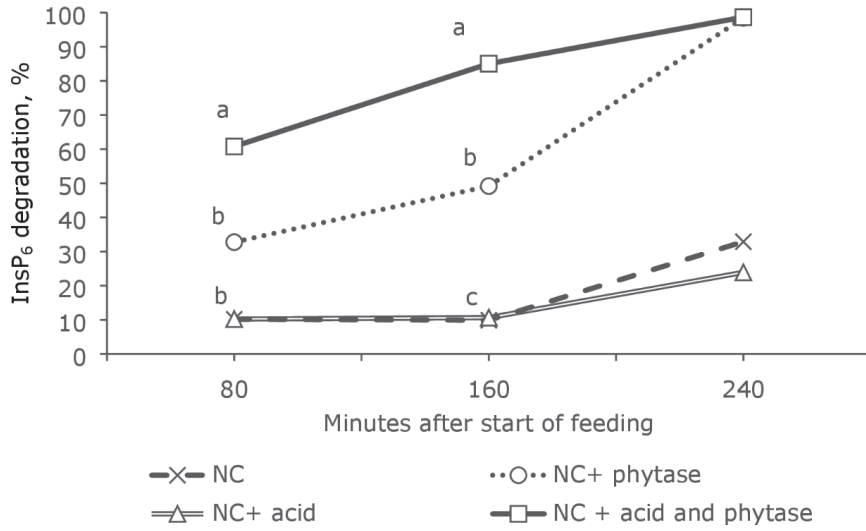 InsP₆ degradation, %
100
90
80
70
60
50
40
30
20
10
0
a
a
b
b
b
c
80 160 240
Minutes after start of feeding
NC NC+ phytase
NC+ acid NC + acid and phytase